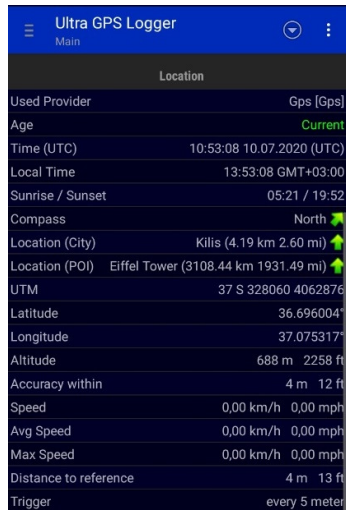 Ultra GPS Logger
Main
Location
Used Provider Gps [Gps]
Age Current
Time (UTC) 10:53:08 10.07.2020 (UTC)
Local Time 13:53:08 GMT+03:00
Sunrise / Sunset 05:21 / 19:52
Compass North
Location (City) Kilis (4.19 km 2.60 mi)
Location (POI) Eiffel Tower (3108.44 km 1931.49 mi)
UTM 37 S 328060 4062876
Latitude 36.696004°
Longitude 37.075317°
Altitude 688 m 2258 ft
Accuracy within 4 m 12 ft
Speed 0,00 km/h 0,00 mph
Avg Speed 0,00 km/h 0,00 mph
Max Speed 0,00 km/h 0,00 mph
Distance to reference 4 m 13 ft
Trigger every 5 meter